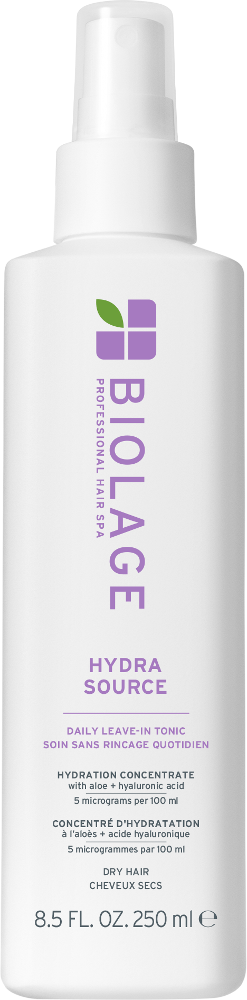 BIOLAGE
PROFESSIONAL HAIR SPA
HYDRA
SOURCE
DAILY LEAVE-IN TONIC
SOIN SANS RINCAGE QUOTIDIEN
HYDRATION CONCENTRATE
with aloe + hyaluronic acid
5 micrograms per 100 ml
CONCENTRÉ D'HYDRATATION
à l'aloès + acide hyaluronique
5 microgrammes par 100 ml
DRY HAIR
CHEVEUX SECS
8.5 FL. OZ. 250 ml ℮